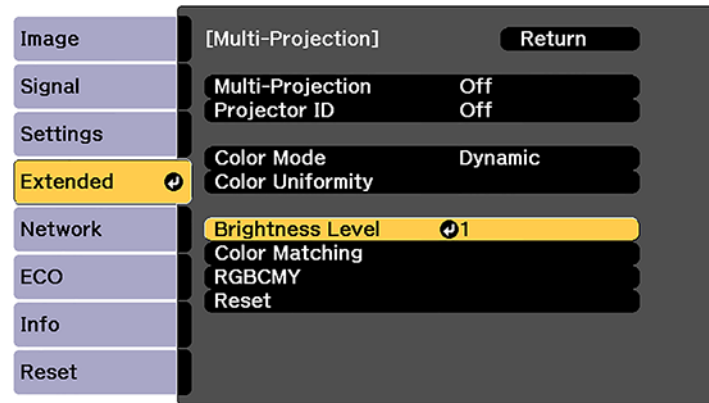 Image
Signal
Settings
Extended
Network
ECO
Info
Reset
[Multi-Projection] Return
Multi-Projection Off
Projector ID Off
Color Mode Dynamic
Color Uniformity
Brightness Level 1
Color Matching
RGBCMY
Reset